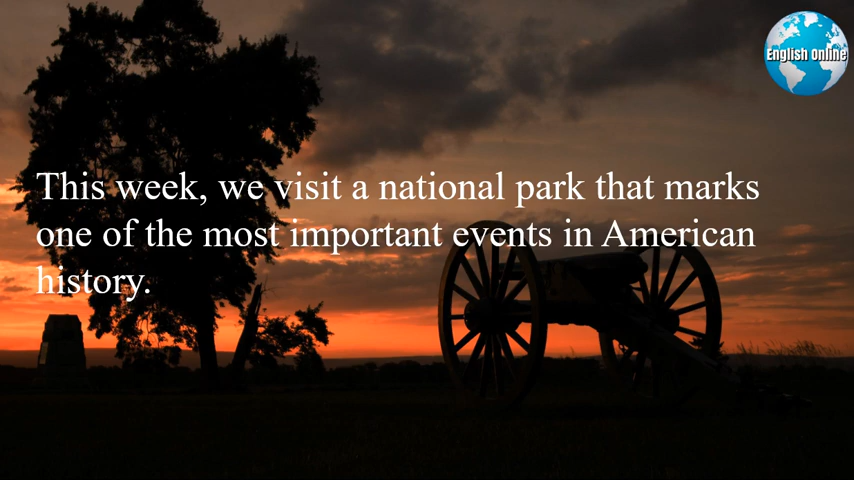 English Online
This week, we visit a national park that marks
one of the most important events in American
history.